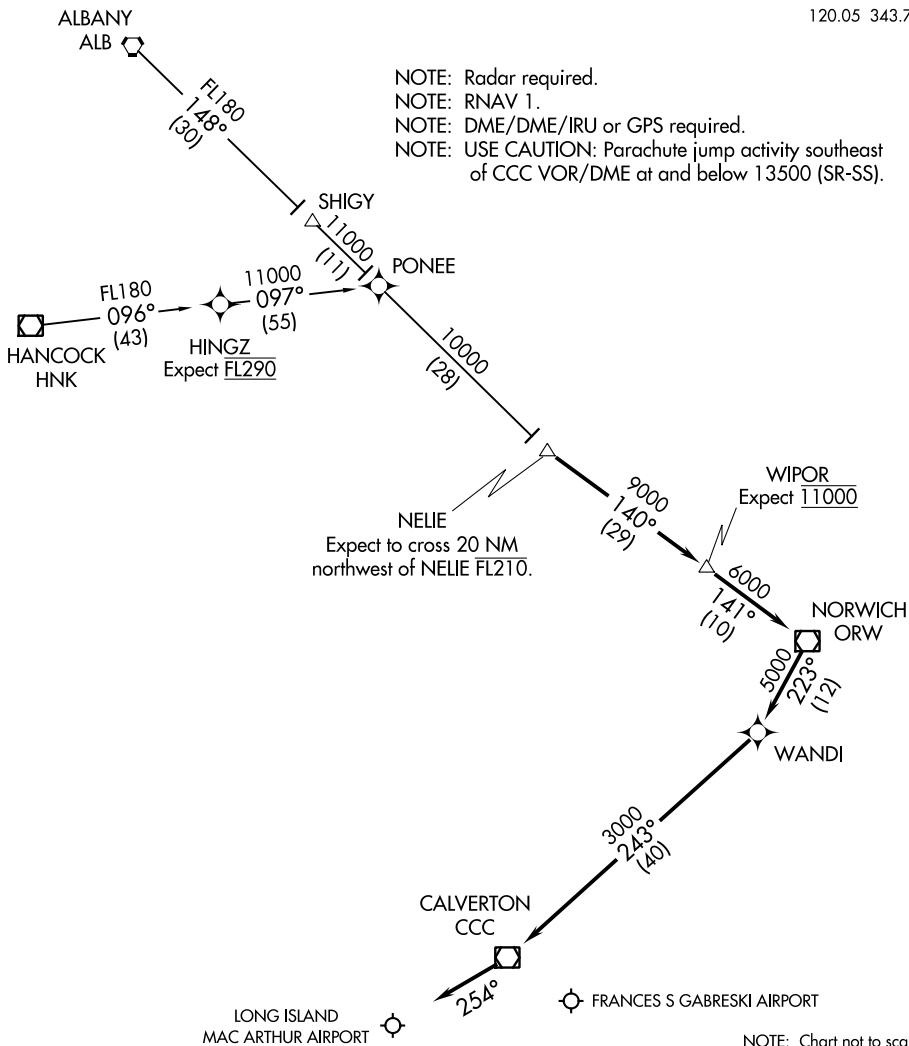 120.05 343.7
ALBANY
ALB
FL180
148°
(30)
NOTE: Radar required.
NOTE: RNAV 1.
NOTE: DME/DME/IRU or GPS required.
NOTE: USE CAUTION: Parachute jump activity southeast
of CCC VOR/DME at and below 13500 (SR-SS).
SHIGY
11000
(11)
PONEE
FL180
096°
(43)
11000
097°
(55)
HANCOCK
HNK
HINGZ
Expect FL290
10000
(28)
NELIE
Expect to cross 20 NM
northwest of NELIE FL210.
9000
140°
(29)
WIPOR
Expect 11000
6000
141°
(10)
NORWICH
ORW
5000
223°
(12)
WANDI
3000
243°
(40)
CALVERTON
CCC
254°
FRANCES S GABRESKI AIRPORT
LONG ISLAND
MAC ARTHUR AIRPORT
NOTE: Chart not to sca